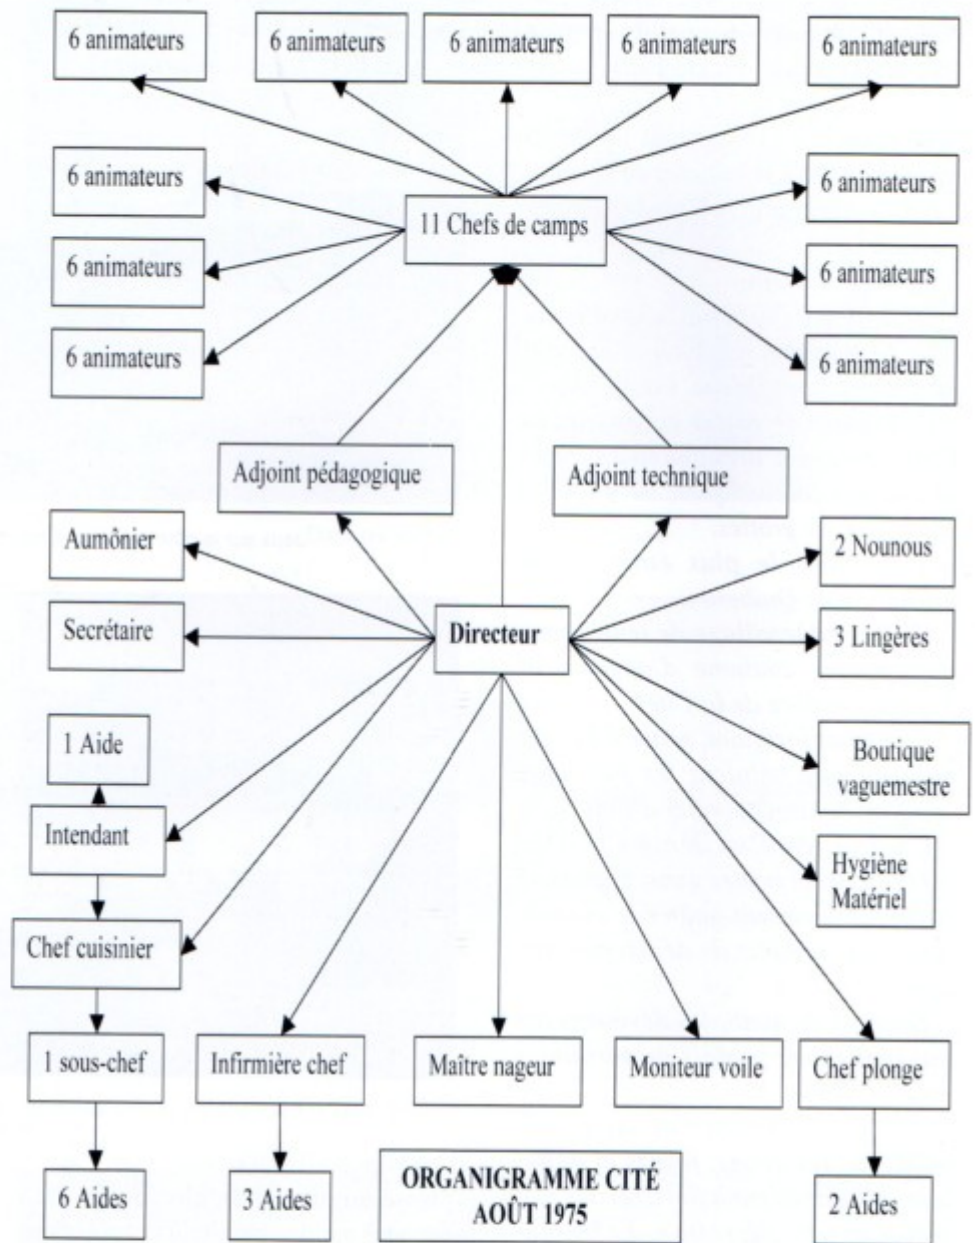 6 animateurs
6 animateurs
6 animateurs
6 animateurs
6 animateurs
6 animateurs
6 animateurs
11 Chefs de camps
6 animateurs
6 animateurs
6 animateurs
6 animateurs
Adjoint pédagogique
Adjoint technique
Aumônier
2 Nounous
Secrétaire
Directeur
3 Lingères
1 Aide
Boutique
vaguemestre
Intendant
Hygiène
Matériel
Chef cuisinier
1 sous-chef
Infirmière chef
Maître nageur
Moniteur voile
Chef plonge
6 Aides
3 Aides
ORGANIGRAMME CITÉ
AOÛT 1975
2 Aides